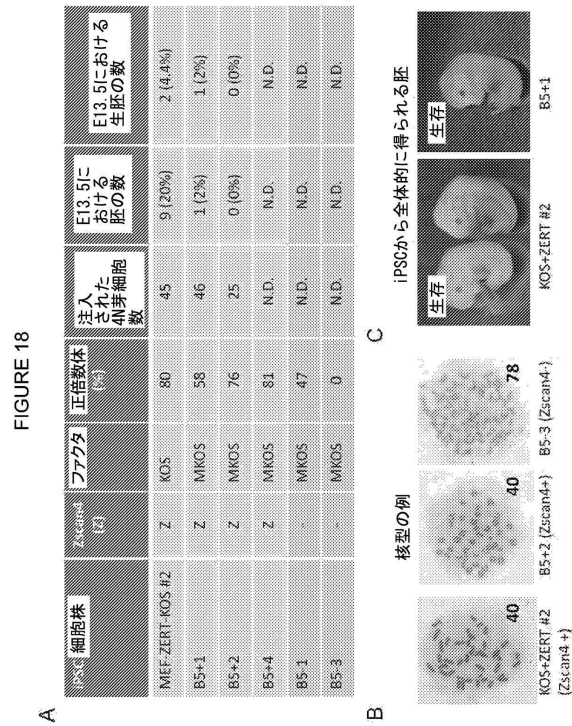 FIGURE 18
A
iPSC 細胞株 Zscan4 (Z) ファクタ 正倍数体 (%) 注入された4N芽細胞数 E13.5における胚の数 E13.5における生胚の数
MEF-ZERT-KOS #2 Z KOS 80 45 9 (20%) 2 (4.4%)
B5+1 Z MKOS 58 46 1 (2%) 1 (2%)
B5+2 Z MKOS 76 25 0 (0%) 0 (0%)
B5+4 Z MKOS 81 N.D. N.D. N.D.
B5-1 - MKOS 47 N.D. N.D. N.D.
B5-3 - MKOS 0 N.D. N.D. N.D.
B
核型の例
40
40
78
KOS+ZERT #2 (Zscan4 +)
B5+2 (Zscan4+)
B5-3 (Zscan4-)
C
iPSCから全体的に得られる胚
生存
生存
KOS+ZERT #2
B5+1